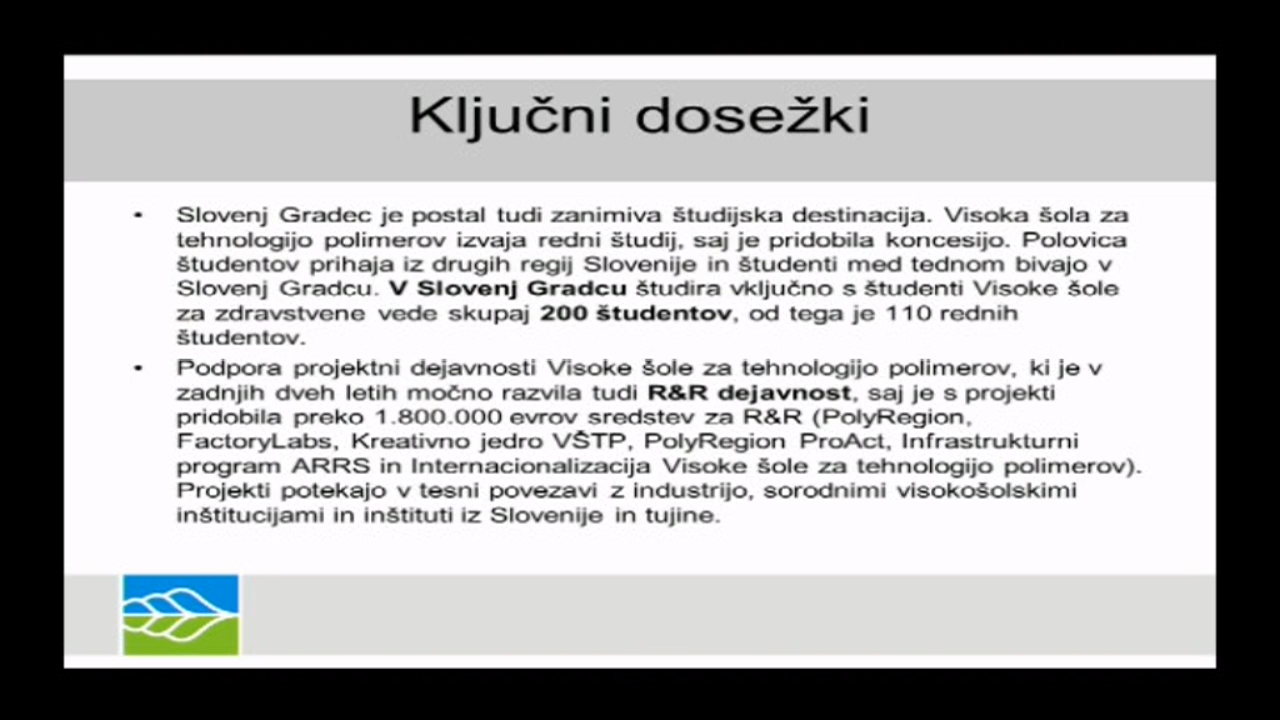 Ključni dosežki
• Slovenj Gradec je postal tudi zanimiva študijska destinacija. Visoka šola za
tehnologijo polimerov izvaja redni študij, saj je pridobila koncesijo. Polovica
študentov prihaja iz drugih regij Slovenije in študenti med tednom bivajo v
Slovenj Gradcu. V Slovenj Gradcu študira vključno s študenti Visoke šole
za zdravstvene vede skupaj 200 študentov, od tega je 110 rednih
študentov.
• Podpora projektni dejavnosti Visoke šole za tehnologijo polimerov, ki je v
zadnjih dveh letih močno razvila tudi R&R dejavnost, saj je s projekti
pridobila preko 1.800.000 evrov sredstev za R&R (PolyRegion,
FactoryLabs, Kreativno jedro VŠTP, PolyRegion ProAct, Infrastrukturni
program ARRS in Internacionalizacija Visoke šole za tehnologijo polimerov).
Projekti potekajo v tesni povezavi z industrijo, sorodnimi visokošolskimi
inštitucijami in inštituti iz Slovenije in tujine.